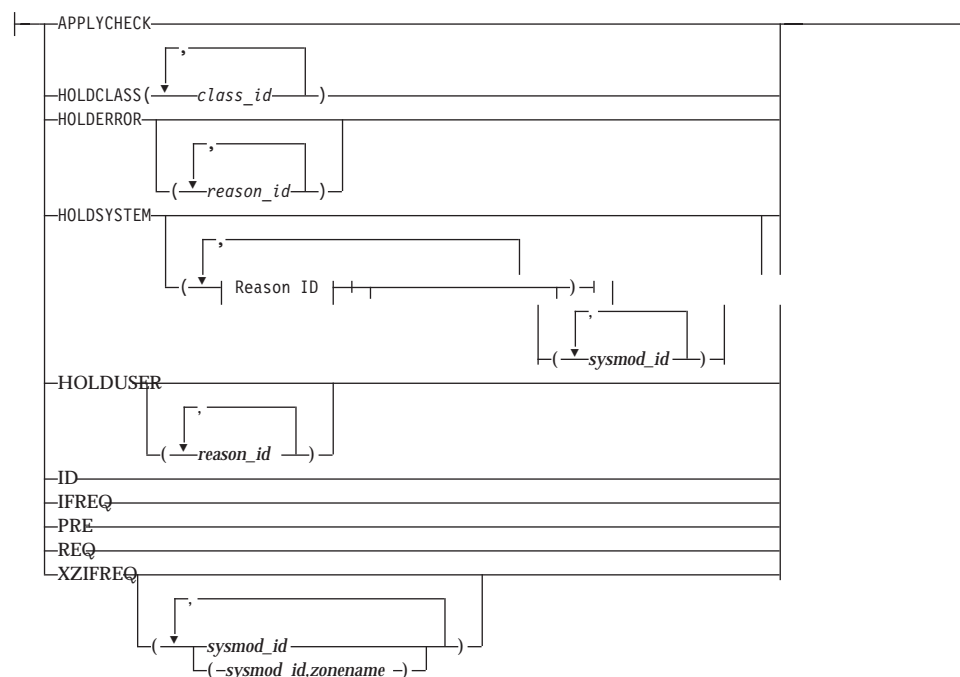 APPLYCHECK
,
HOLDCLASS( class_id )
HOLDERROR
,
( reason_id )
HOLDSYSTEM
,
( Reason ID )
,
( sysmod_id )
HOLDUSER
,
( reason_id )
ID
IFREQ
PRE
REQ
XZIFREQ
,
( sysmod_id )
( sysmod_id,zonename )